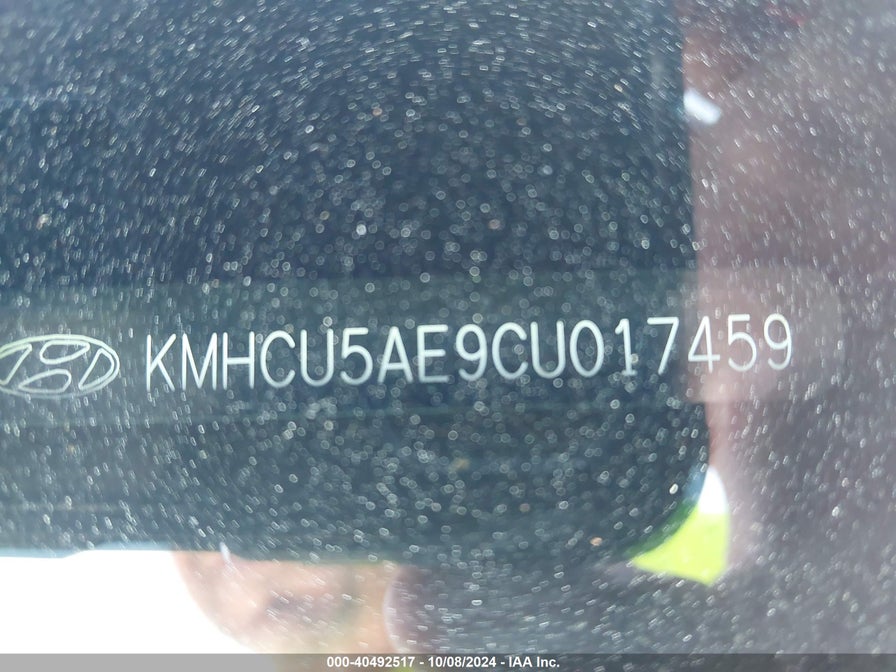 KMHCU5AE9CU017459
000-40492517 - 10/08/2024 - IAA Inc.